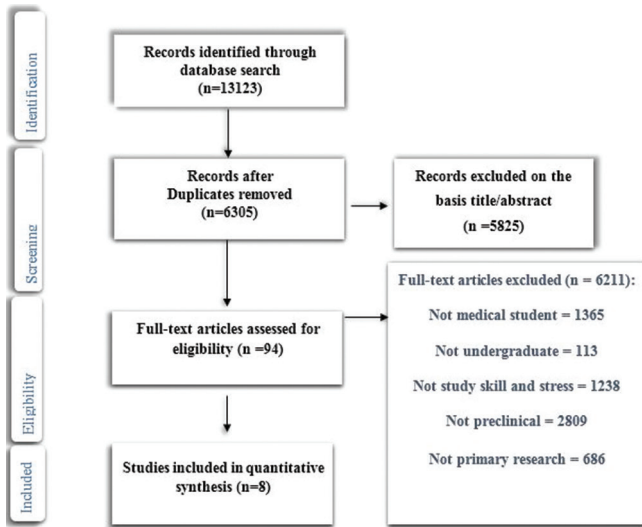 Identification
Records identified through
database search
(n=13123)
Screening
Records after
Duplicates removed
(n=6305)
Records excluded on the
basis title/abstract
(n =5825)
Eligibility
Full-text articles assessed for
eligibility (n =94)
Full-text articles excluded (n = 6211):
Not medical student = 1365
Not undergraduate = 113
Not study skill and stress = 1238
Not preclinical = 2809
Not primary research = 686
Included
Studies included in quantitative
synthesis (n=8)